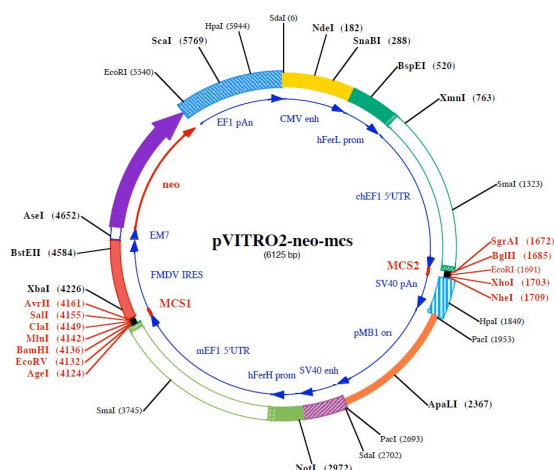 SdaI (6)
HpaI (5944)
NdeI (182)
ScaI (5769)
SnaBI (288)
EcoRI (5540)
BspEI (520)
XmnI (763)
EF1 pAn
CMV enh
hFerL prom
neo
chEF1 5'UTR
SmaI (1323)
AseI (4652)
EM7
pVITRO2-neo-mcs
(6125 bp)
BstEII (4584)
SgrAI (1672)
BglII (1685)
EcoRI (1691)
XhoI (1703)
NheI (1709)
MCS2
SV40 pAn
FMDV IRES
XbaI (4226)
AvrII (4161)
SalI (4155)
ClaI (4149)
MluI (4142)
BamHI (4136)
EcoRV (4132)
AgeI (4124)
MCS1
HpaI (1849)
PacI (1953)
pMB1 ori
mEF1 5'UTR
hFerH prom
SV40 enh
ApaLI (2367)
SmaI (3745)
PacI (2693)
SdaI (2702)
NotI (2972)